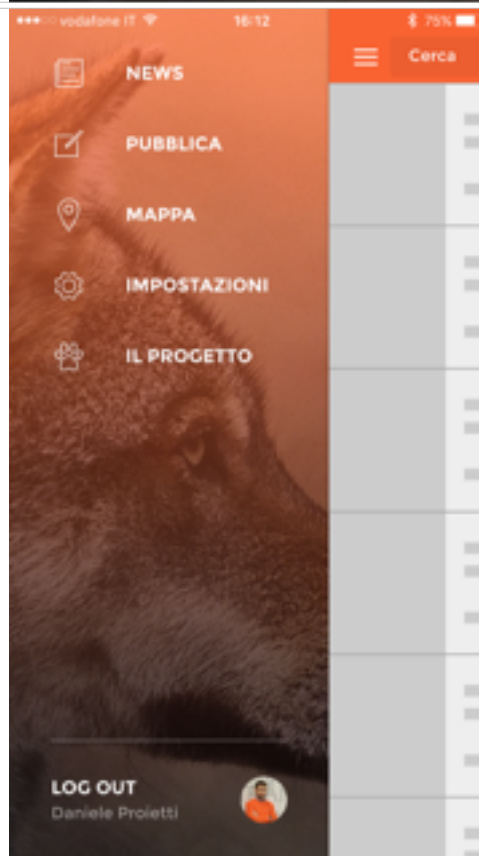 vodafone IT 16:12 75%
Cerca
NEWS
PUBBLICA
MAPPA
IMPOSTAZIONI
IL PROGETTO
LOG OUT
Daniele Proietti